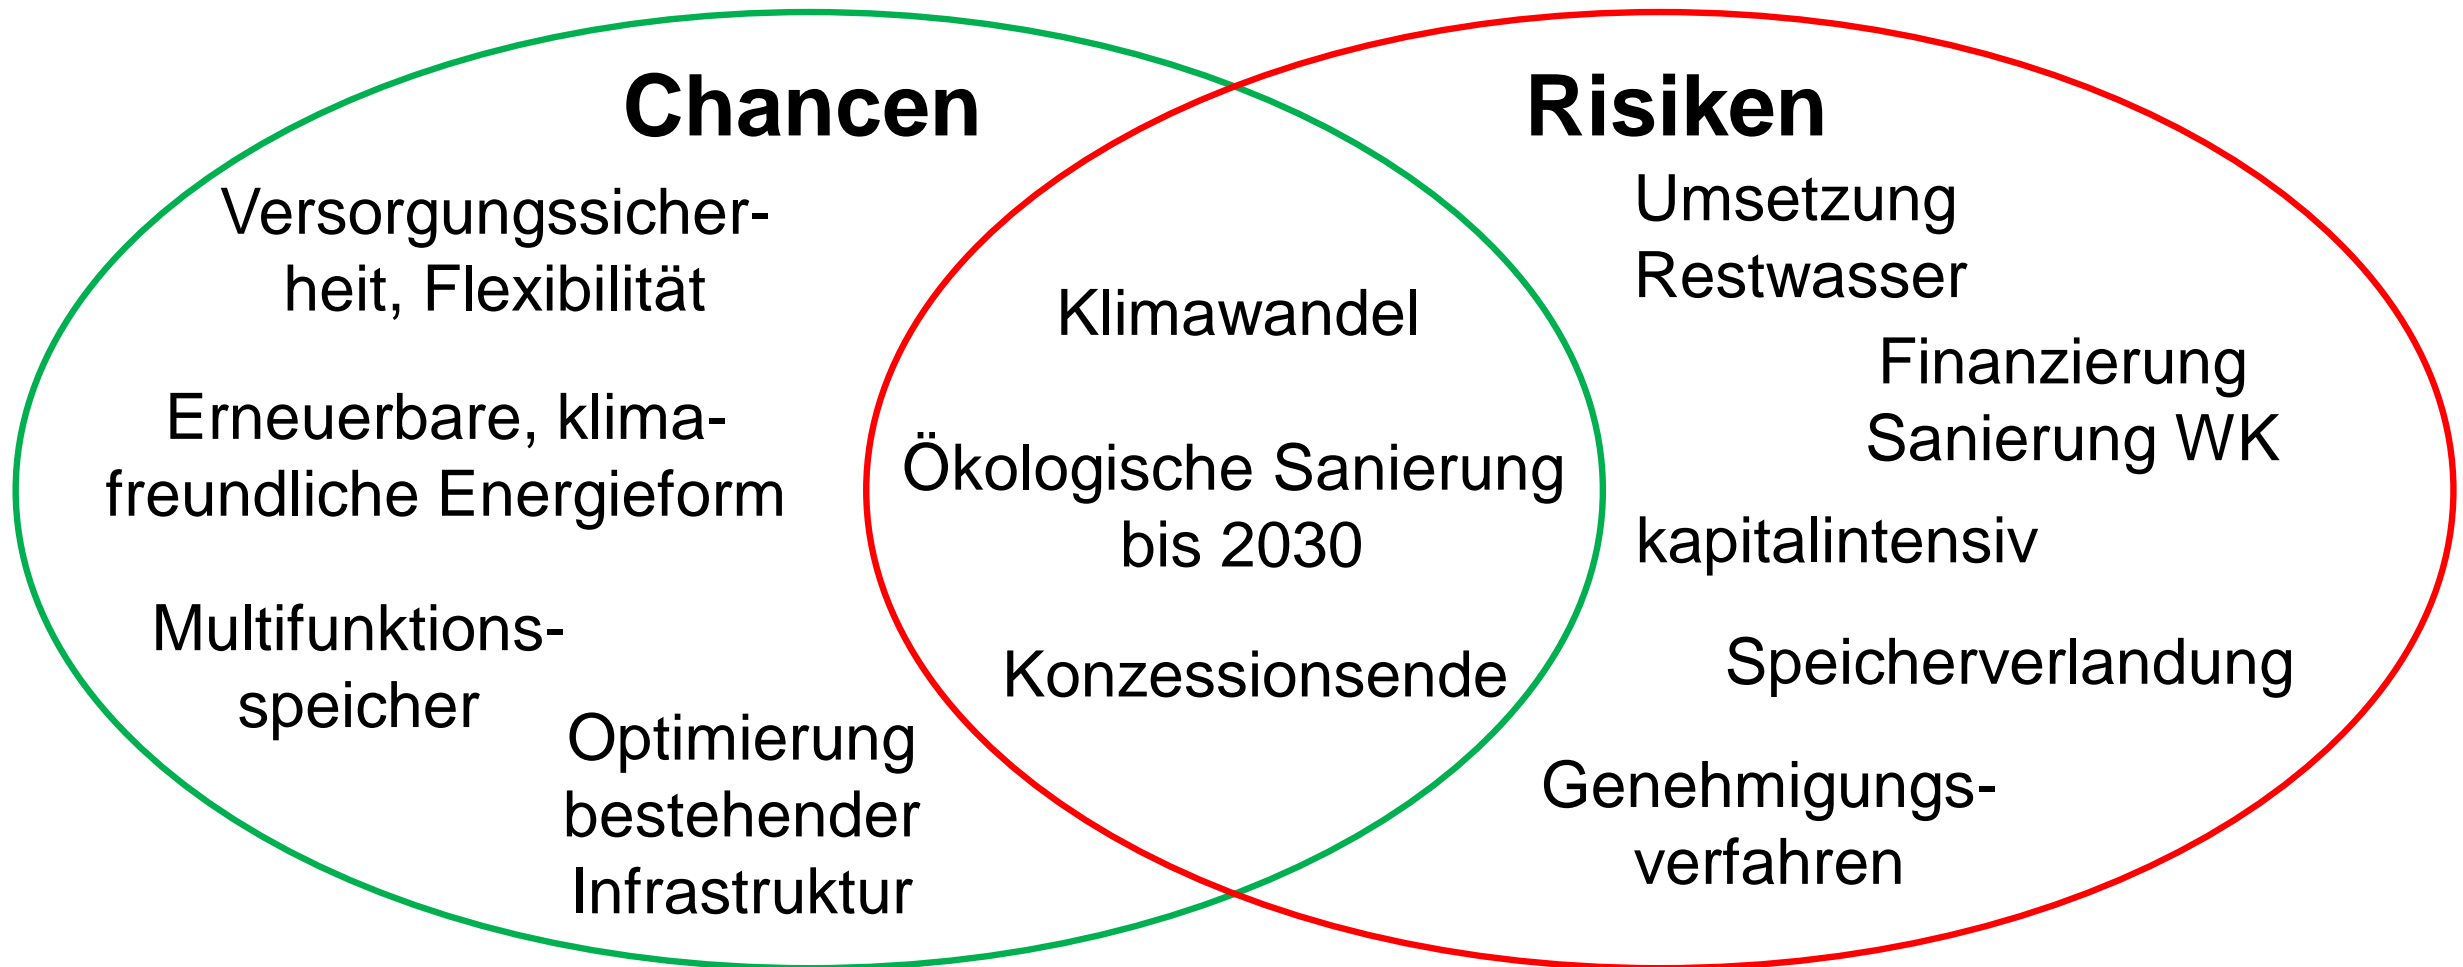 Chancen
Versorgungssicher-
heit, Flexibilität
Erneuerbare, klima-
freundliche Energieform
Multifunktions-
speicher
Optimierung
bestehender
Infrastruktur
Klimawandel
Ökologische Sanierung
bis 2030
Konzessionsende
Risiken
Umsetzung
Restwasser
Finanzierung
Sanierung WK
kapitalintensiv
Speicherverlandung
Genehmigungs-
verfahren